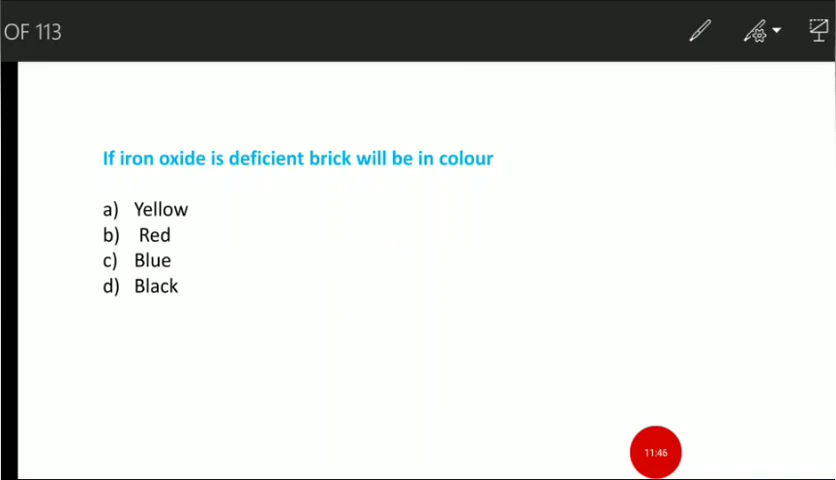 OF 113
If iron oxide is deficient brick will be in colour
a) Yellow
b) Red
c) Blue
d) Black
11:46